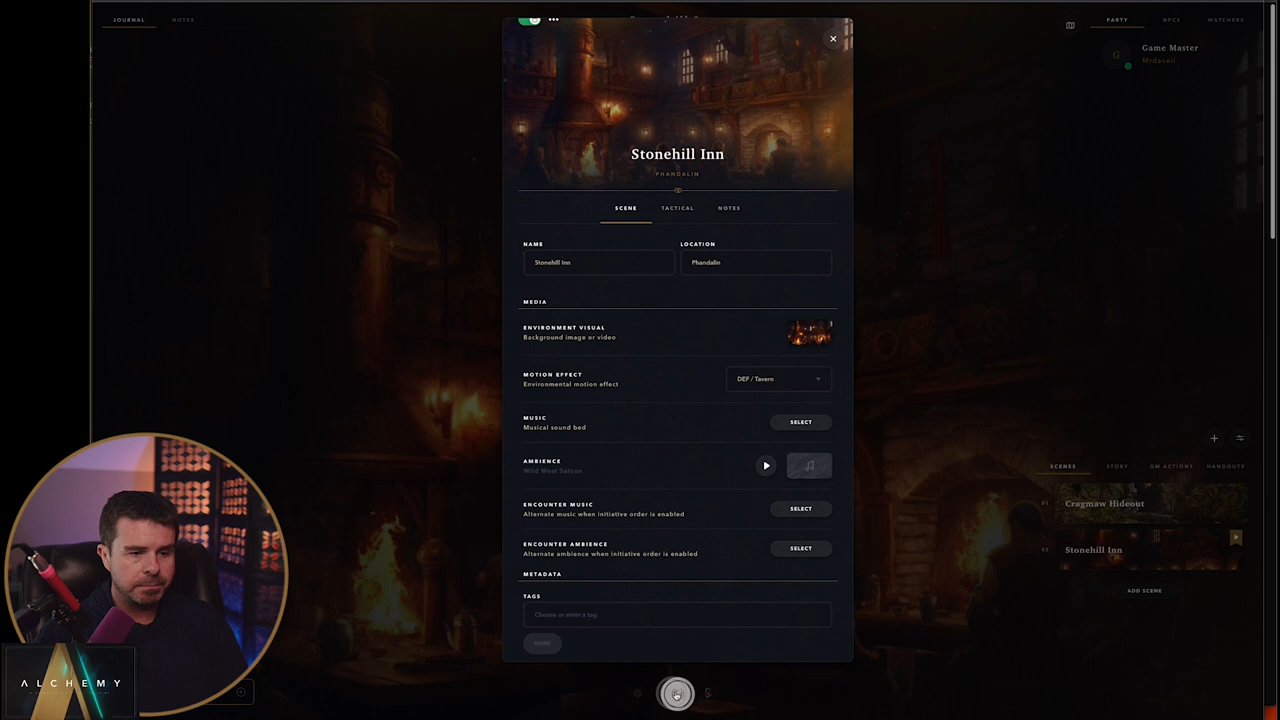 JOURNAL NOTES
PARTY NPCS WATCHERS
G
Game Master
Mrdaveii
Stonehill Inn
PHANDALIN
SCENE TACTICAL NOTES
NAME
LOCATION
Stonehill Inn
Phandalin
MEDIA
ENVIRONMENT VISUAL
Background image or video
MOTION EFFECT
Environmental motion effect
DEF / Tavern
MUSIC
Musical sound bed
SELECT
AMBIENCE
Wild West Saloon
ENCOUNTER MUSIC
Alternate music when initiative order is enabled
SELECT
ENCOUNTER AMBIENCE
Alternate ambience when initiative order is enabled
SELECT
METADATA
TAGS
Choose or write a tag
SCENES STORY GM ACTIONS HANDOUTS
Cragmaw Hideout
Stonehill Inn
ADD SCENE
ALCHEMY